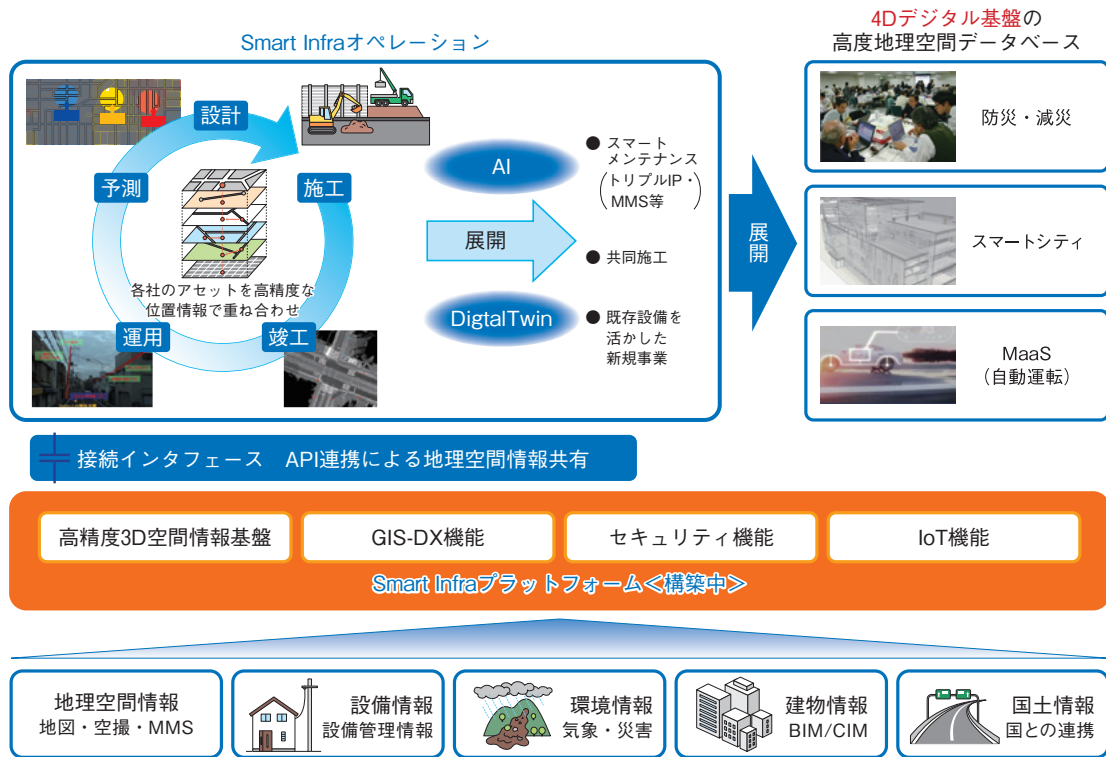 Smart Infraオペレーション
4Dデジタル基盤の
高度地理空間データベース
設計
予測
施工
各社のアセットを高精度な
位置情報で重ね合わせ
運用
竣工
AI
展開
DigtalTwin
● スマート
メンテナンス
(トリプルIP・
MMS等)
● 共同施工
● 既存設備を
活かした
新規事業
展開
防災・減災
スマートシティ
MaaS
(自動運転)
接続インタフェース API連携による地理空間情報共有
高精度3D空間情報基盤
GIS-DX機能
セキュリティ機能
IoT機能
Smart Infraプラットフォーム<構築中>
地理空間情報
地図・空撮・MMS
設備情報
設備管理情報
環境情報
気象・災害
建物情報
BIM/CIM
国土情報
国との連携